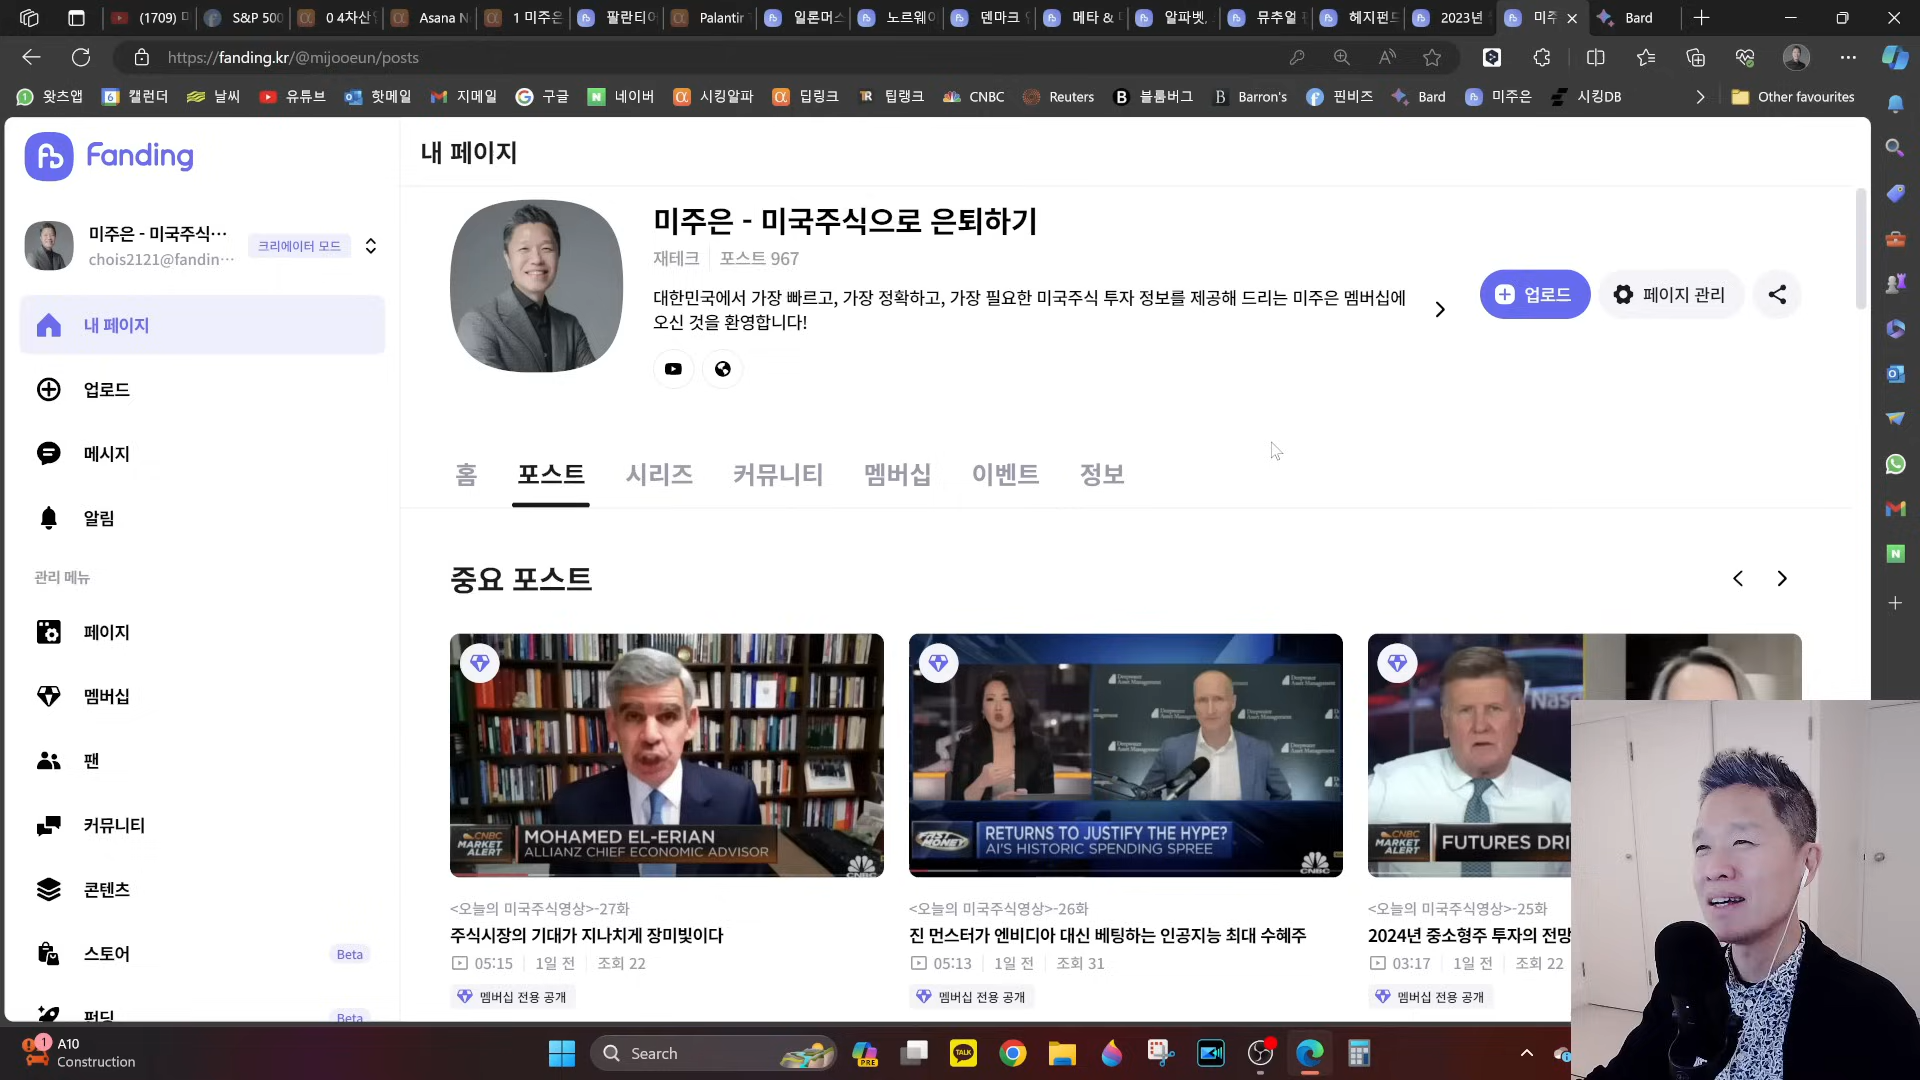 (1709)
S&P 500
0 4차산
Asana N
1 미주은
팔란티어
Palantir
일론머스
노르웨이
덴마크
메타 &
알파벳,
뮤추얼
헤지펀드
2023년
미주
Bard
https://fanding.kr/@mijooeun/posts
왓츠앱
캘린더
날씨
유튜브
핫메일
지메일
구글
네이버
시킹알파
딥링크
팁랭크
CNBC
Reuters
블룸버그
Barron's
핀비즈
Bard
미주은
시킹DB
Other favourites
Fanding
내 페이지
미주은 - 미국주식…
chois2121@fandin…
크리에이터 모드
내 페이지
업로드
메시지
알림
관리 메뉴
페이지
멤버십
팬
커뮤니티
콘텐츠
스토어
Beta
펀딩
Beta
미주은 - 미국주식으로 은퇴하기
재테크
포스트 967
대한민국에서 가장 빠르고, 가장 정확하고, 가장 필요한 미국주식 투자 정보를 제공해 드리는 미주은 멤버십에
오신 것을 환영합니다!
업로드
페이지 관리
홈
포스트
시리즈
커뮤니티
멤버십
이벤트
정보
중요 포스트
CNBC
MARKET
ALERT
MOHAMED EL-ERIAN
ALLIANZ CHIEF ECONOMIC ADVISOR
CNBC
Deepwater
Asset Management
FAST
MONEY
RETURNS TO JUSTIFY THE HYPE?
AI'S HISTORIC SPENDING SPREE
CNBC
Nasd
CNBC
MARKET
ALERT
FUTURES DRI
<오늘의 미국주식영상>-27화
주식시장의 기대가 지나치게 장미빛이다
05:15
1일 전
조회 22
멤버십 전용 공개
<오늘의 미국주식영상>-26화
진 먼스터가 엔비디아 대신 베팅하는 인공지능 최대 수혜주
05:13
1일 전
조회 31
멤버십 전용 공개
<오늘의 미국주식영상>-25화
2024년 중소형주 투자의 전망
03:17
1일 전
조회 22
멤버십 전용 공개
1
A10
Construction
Search
PRE
TALK